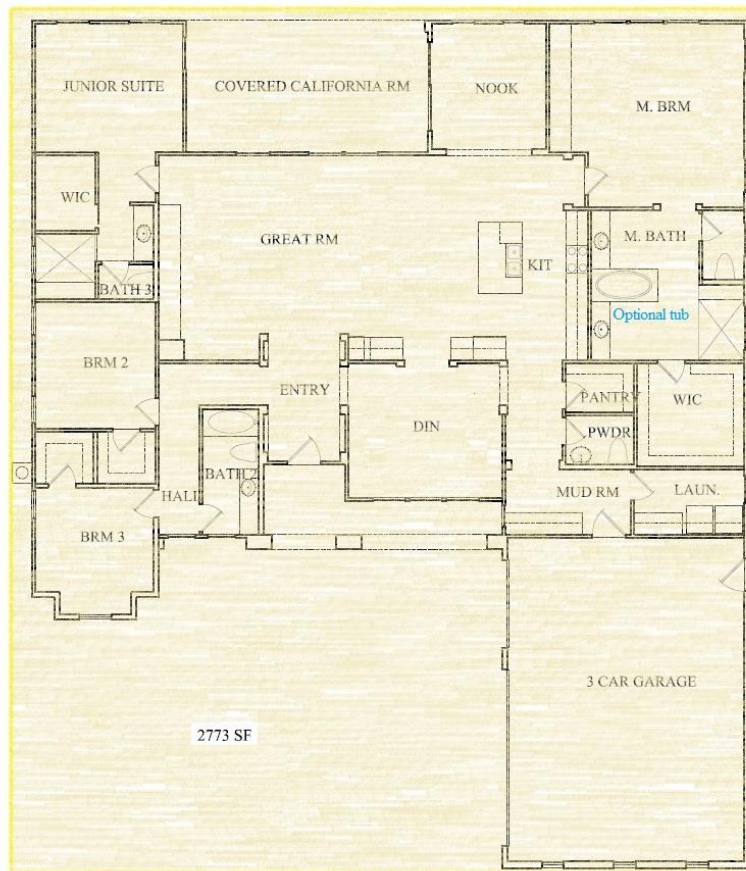 JUNIOR SUITE
COVERED CALIFORNIA RM
NOOK
M. BRM
WIC
GREAT RM
M. BATH
KIT
BATH 3
Optional tub
BRM 2
ENTRY
PANTRY
WIC
DIN
PWDR
BATH 2
HALL
MUD RM
LAUN.
BRM 3
3 CAR GARAGE
2773 SF